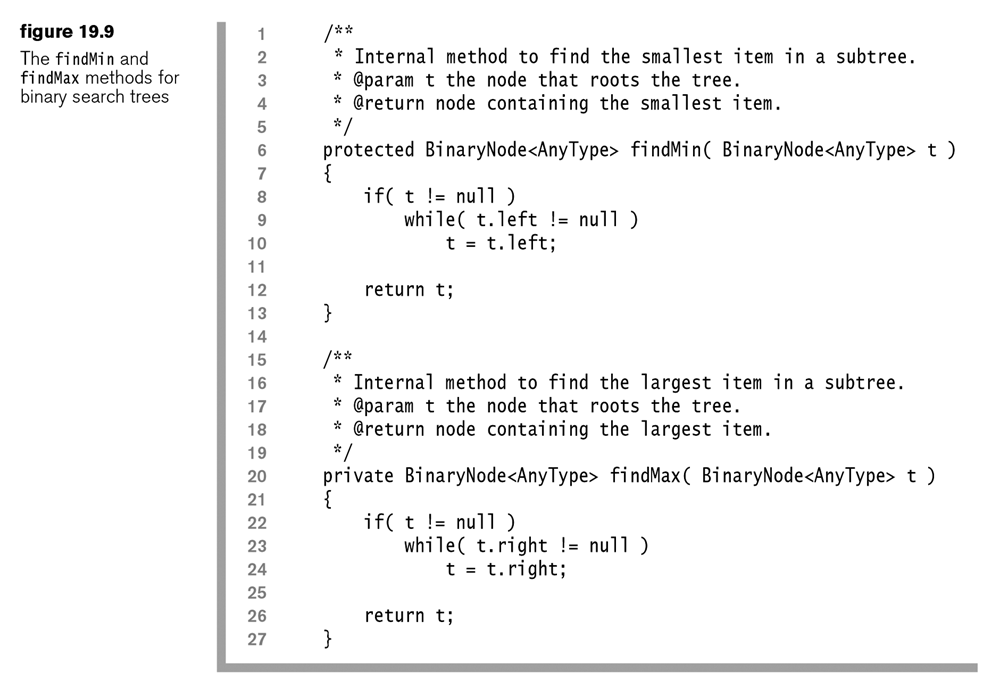 figure 19.9
The findMin and
findMax methods for
binary search trees
1 /**
2 * Internal method to find the smallest item in a subtree.
3 * @param t the node that roots the tree.
4 * @return node containing the smallest item.
5 */
6 protected BinaryNode<AnyType> findMin( BinaryNode<AnyType> t )
7 {
8 if( t != null )
9 while( t.left != null )
10 t = t.left;
11
12 return t;
13 }
14
15 /**
16 * Internal method to find the largest item in a subtree.
17 * @param t the node that roots the tree.
18 * @return node containing the largest item.
19 */
20 private BinaryNode<AnyType> findMax( BinaryNode<AnyType> t )
21 {
22 if( t != null )
23 while( t.right != null )
24 t = t.right;
25
26 return t;
27 }